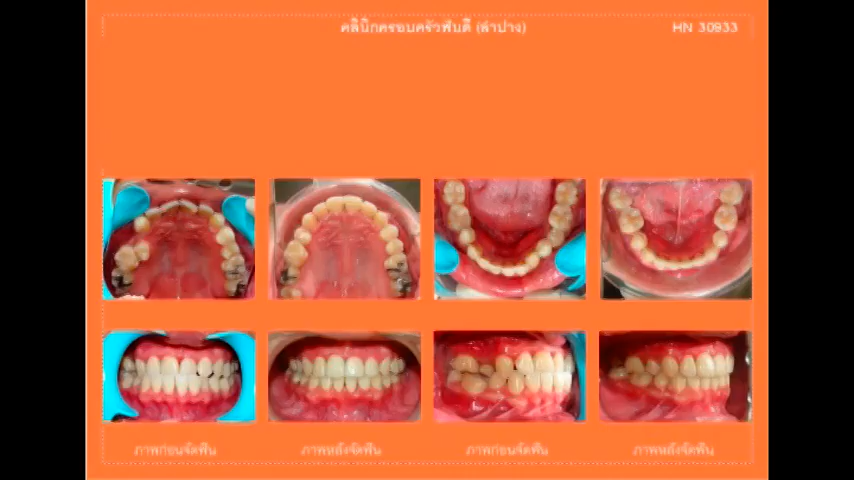 คลินิกครอบครัวฟันดี (ลำปาง)
HN 30933
ภาพก่อนจัดฟัน
ภาพหลังจัดฟัน
ภาพก่อนจัดฟัน
ภาพหลังจัดฟัน